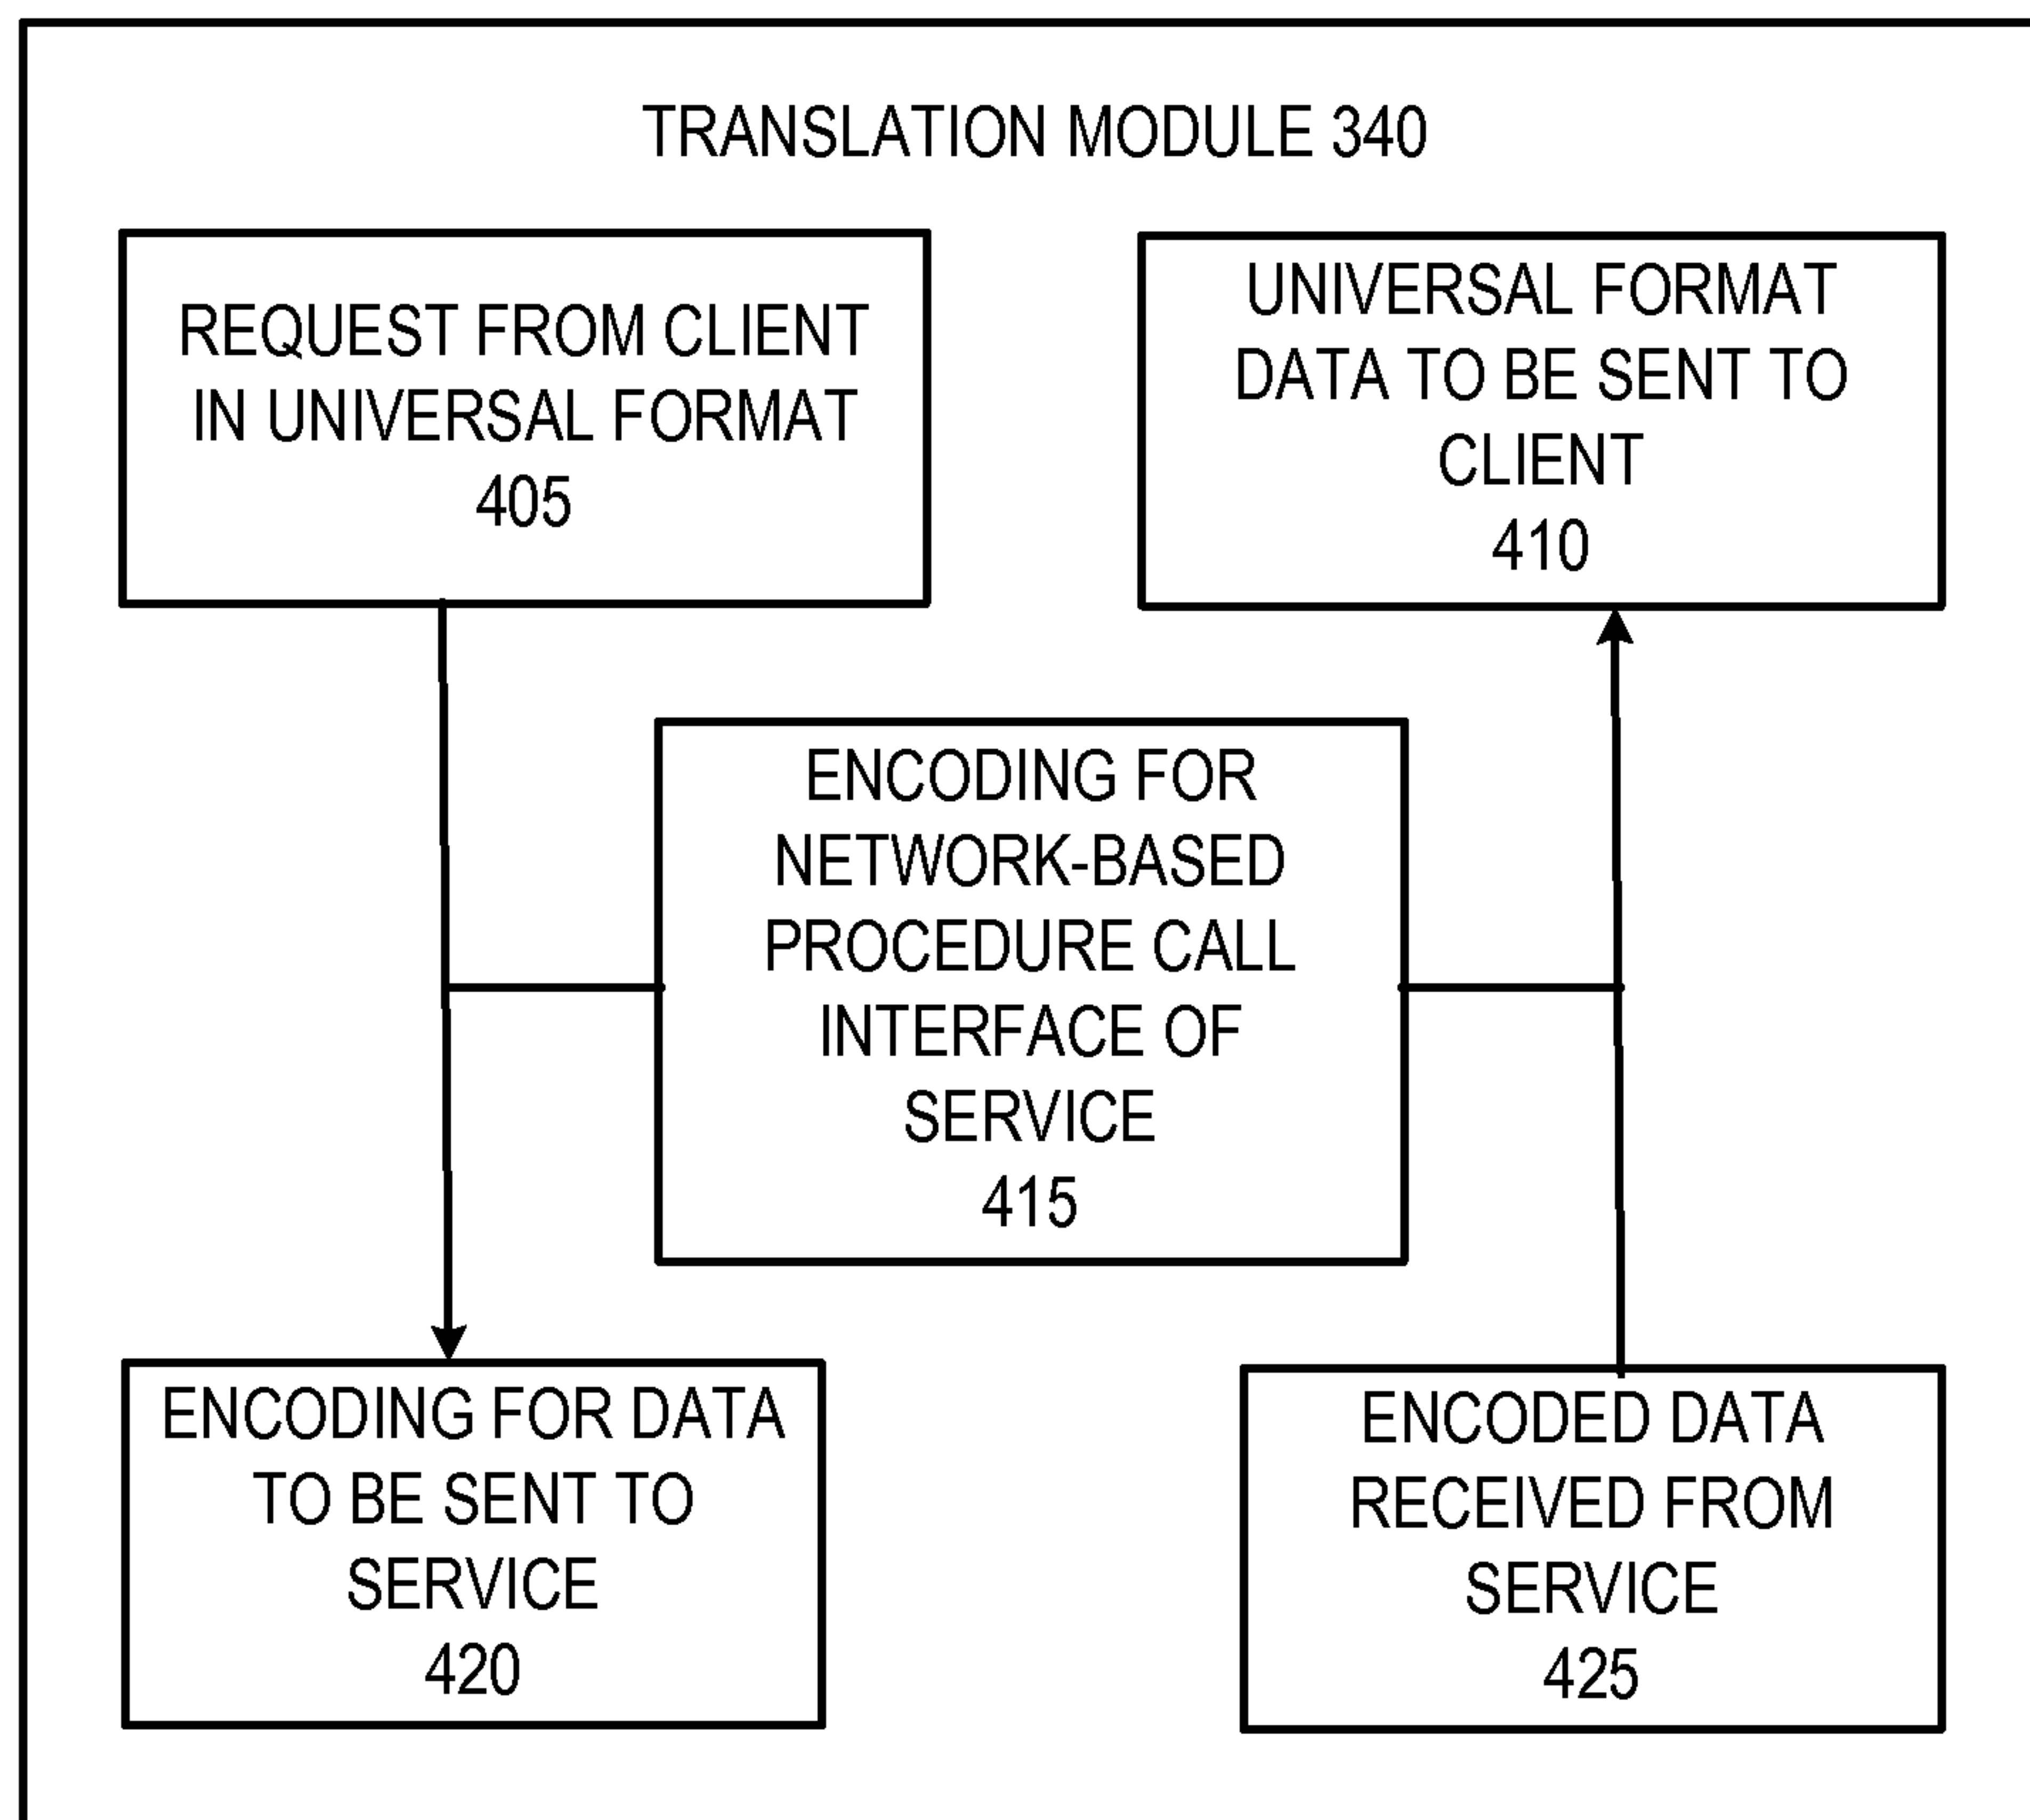 TRANSLATION MODULE 340
REQUEST FROM CLIENT
IN UNIVERSAL FORMAT
405
UNIVERSAL FORMAT
DATA TO BE SENT TO
CLIENT
410
ENCODING FOR
NETWORK-BASED
PROCEDURE CALL
INTERFACE OF
SERVICE
415
ENCODING FOR DATA
TO BE SENT TO
SERVICE
420
ENCODED DATA
RECEIVED FROM
SERVICE
425